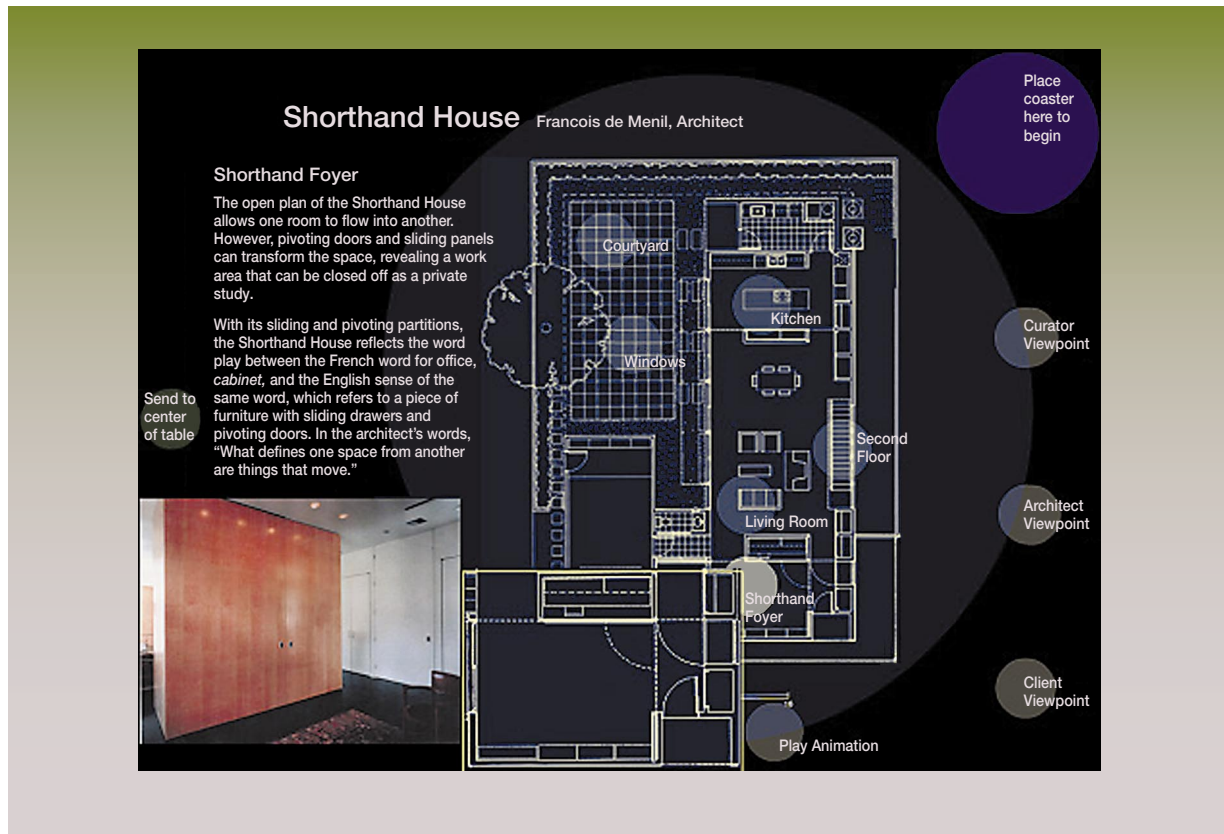 Place
coaster
here to
begin
Shorthand House Francois de Menil, Architect
Shorthand Foyer
The open plan of the Shorthand House
allows one room to flow into another.
However, pivoting doors and sliding panels
can transform the space, revealing a work
area that can be closed off as a private
study.
With its sliding and pivoting partitions,
the Shorthand House reflects the word
play between the French word for office,
cabinet, and the English sense of the
same word, which refers to a piece of
furniture with sliding drawers and
pivoting doors. In the architect's words,
“What defines one space from another
are things that move.”
Send to
center
of table
Courtyard
Kitchen
Windows
Second
Floor
Living Room
Shorthand
Foyer
Curator
Viewpoint
Architect
Viewpoint
Client
Viewpoint
Play Animation